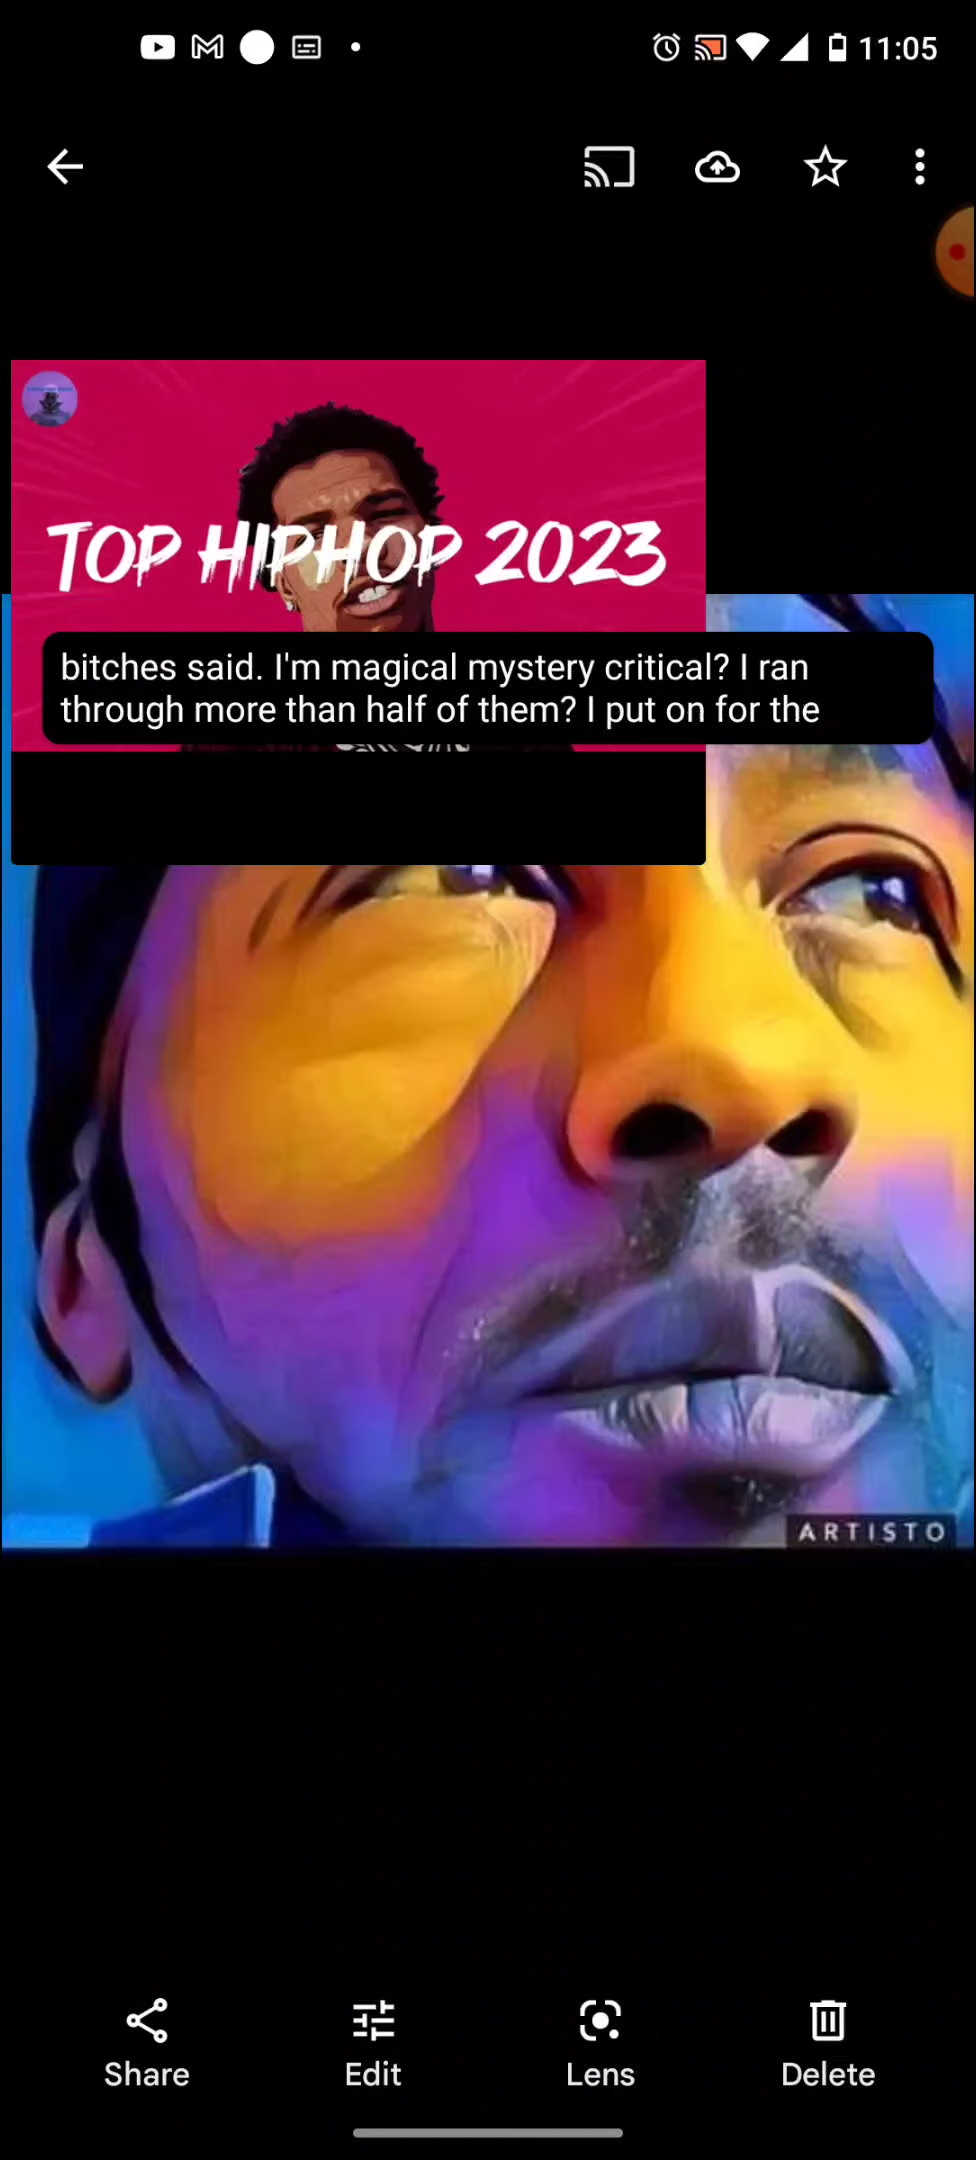 11:05
TOP HIPHOP 2023
bitches said. I'm magical mystery critical? I ran
through more than half of them? I put on for the
ARTISTO
Share
Edit
Lens
Delete